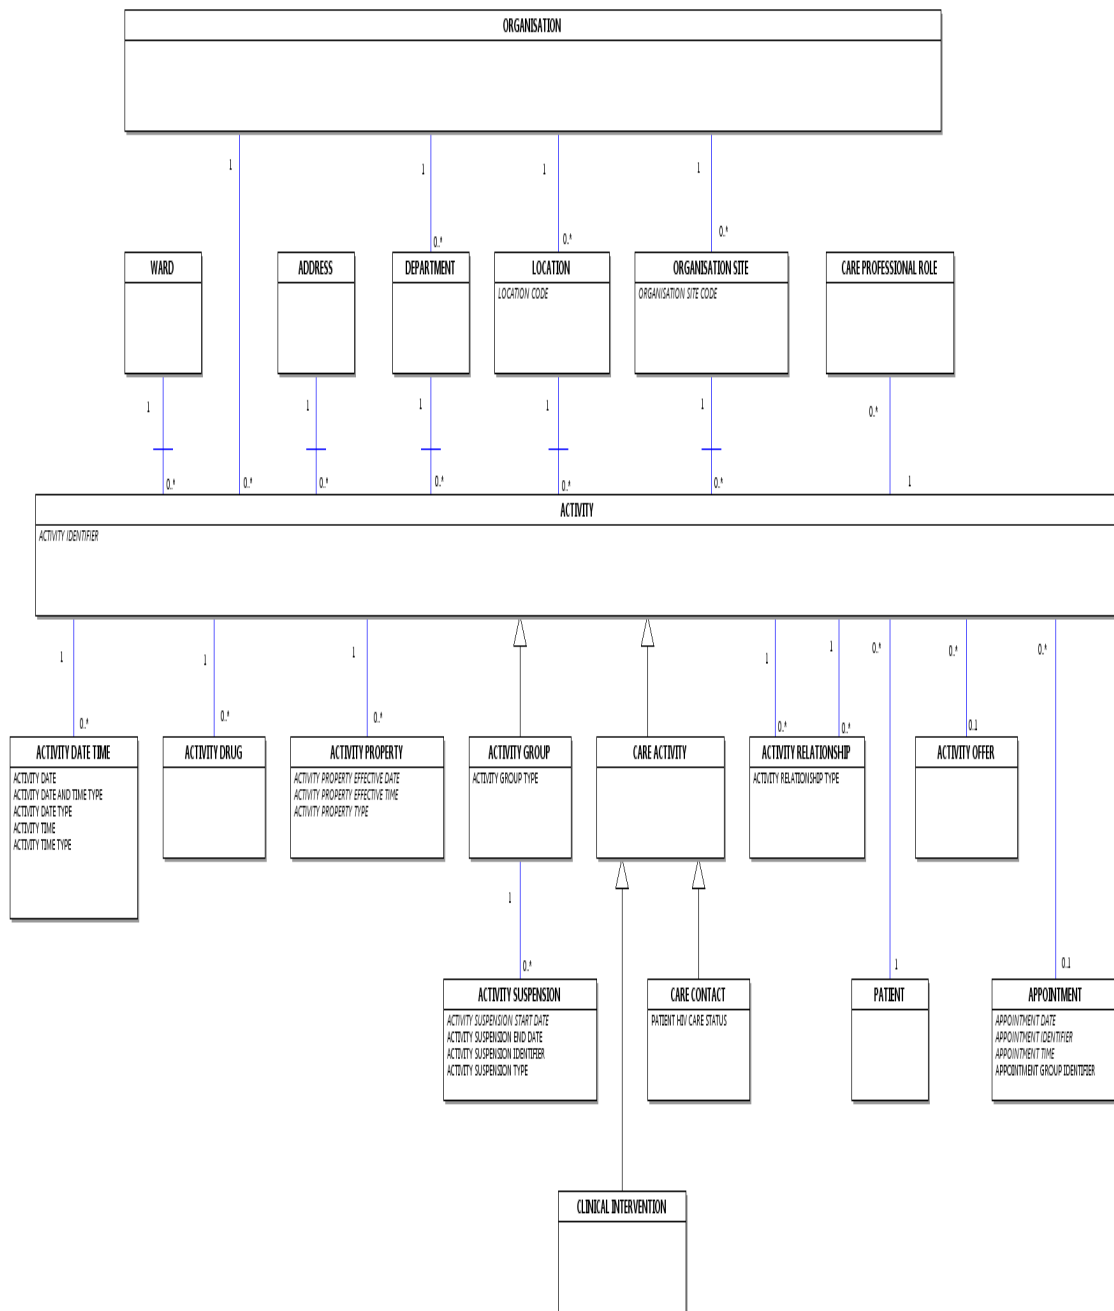 ORGANISATION
1
1
1
1
0..*
0..*
0..*
WARD
ADDRESS
DEPARTMENT
LOCATION
LOCATION CODE
ORGANISATION SITE
ORGANISATION SITE CODE
CARE PROFESSIONAL ROLE
1
1
1
1
1
0..*
0..*
0..*
0..*
0..*
0..*
0..*
1
ACTIVITY
ACTIVITY IDENTIFIER
1
1
1
1
1
0..*
0..*
0..*
0..*
0..*
0..*
0..*
0..*
0..1
ACTIVITY DATE TIME
ACTIVITY DATE
ACTIVITY DATE AND TIME TYPE
ACTIVITY DATE TYPE
ACTIVITY TIME
ACTIVITY TIME TYPE
ACTIVITY DRUG
ACTIVITY PROPERTY
ACTIVITY PROPERTY EFFECTIVE DATE
ACTIVITY PROPERTY EFFECTIVE TIME
ACTIVITY PROPERTY TYPE
ACTIVITY GROUP
ACTIVITY GROUP TYPE
CARE ACTIVITY
ACTIVITY RELATIONSHIP
ACTIVITY RELATIONSHIP TYPE
ACTIVITY OFFER
1
0..*
1
0..1
ACTIVITY SUSPENSION
ACTIVITY SUSPENSION START DATE
ACTIVITY SUSPENSION END DATE
ACTIVITY SUSPENSION IDENTIFIER
ACTIVITY SUSPENSION TYPE
CARE CONTACT
PATIENT HIV CARE STATUS
PATIENT
APPOINTMENT
APPOINTMENT DATE
APPOINTMENT IDENTIFIER
APPOINTMENT TIME
APPOINTMENT GROUP IDENTIFIER
CLINICAL INTERVENTION